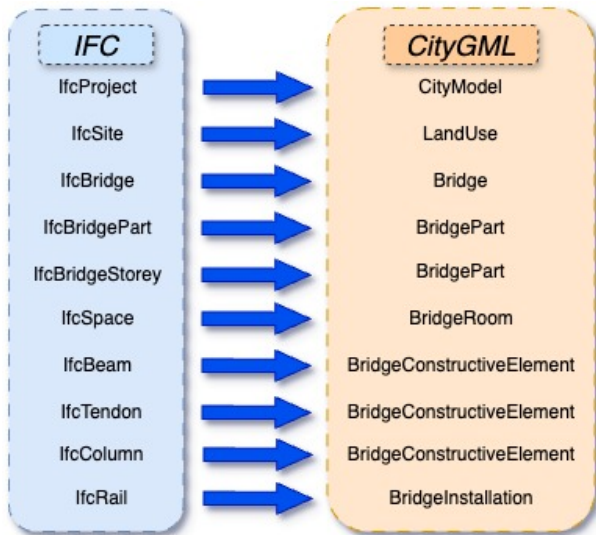 IFC CityGML
IfcProject CityModel
IfcSite LandUse
IfcBridge Bridge
IfcBridgePart BridgePart
IfcBridgeStorey BridgePart
IfcSpace BridgeRoom
IfcBeam BridgeConstructiveElement
IfcTendon BridgeConstructiveElement
IfcColumn BridgeConstructiveElement
IfcRail BridgeInstallation